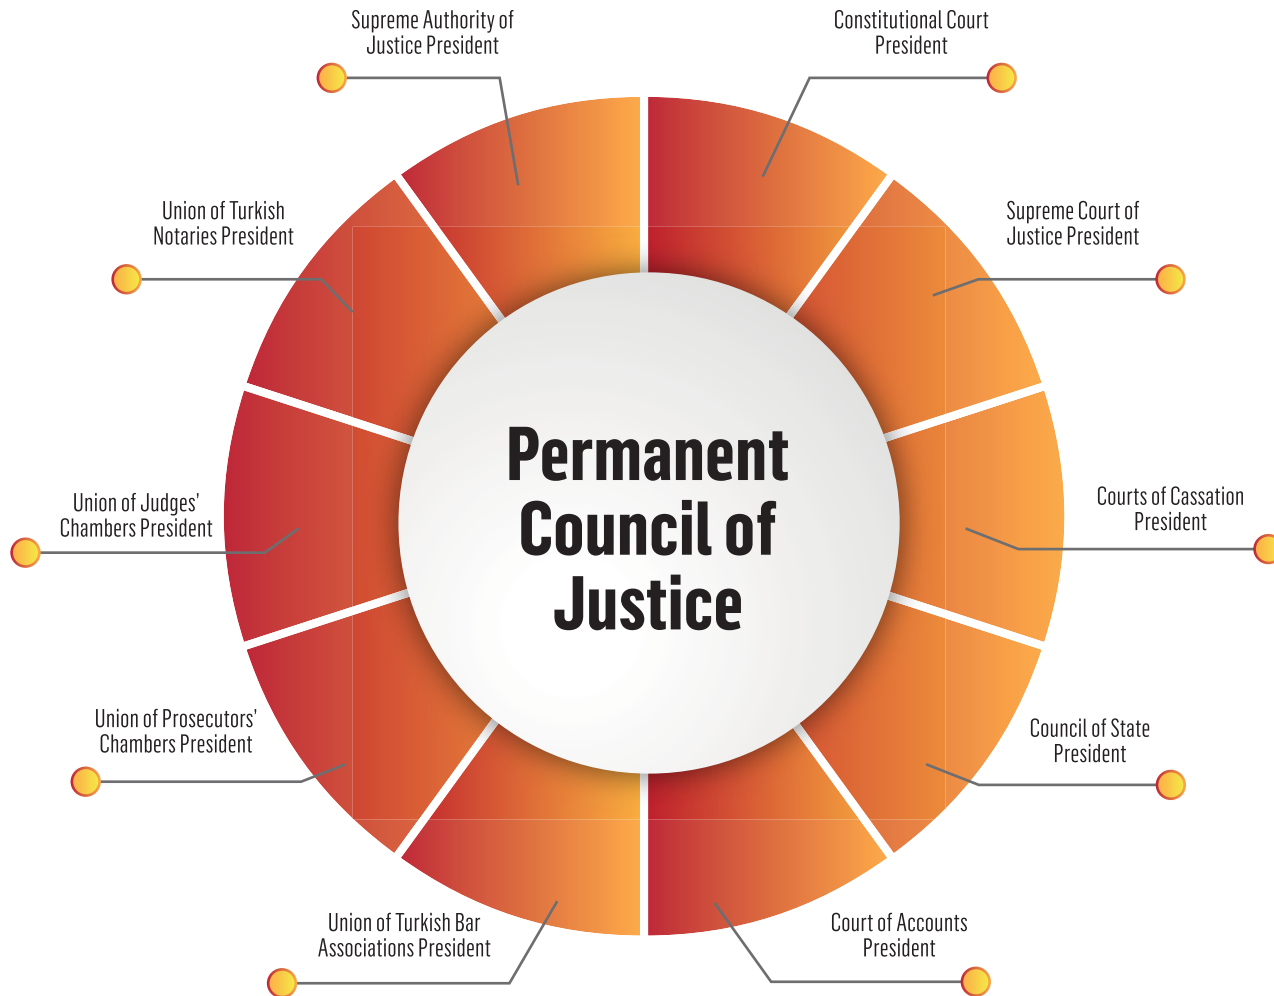 Supreme Authority of
Justice President
Constitutional Court
President
Union of Turkish
Notaries President
Supreme Court of
Justice President
Permanent
Council of
Justice
Union of Judges'
Chambers President
Courts of Cassation
President
Union of Prosecutors'
Chambers President
Council of State
President
Union of Turkish Bar
Associations President
Court of Accounts
President